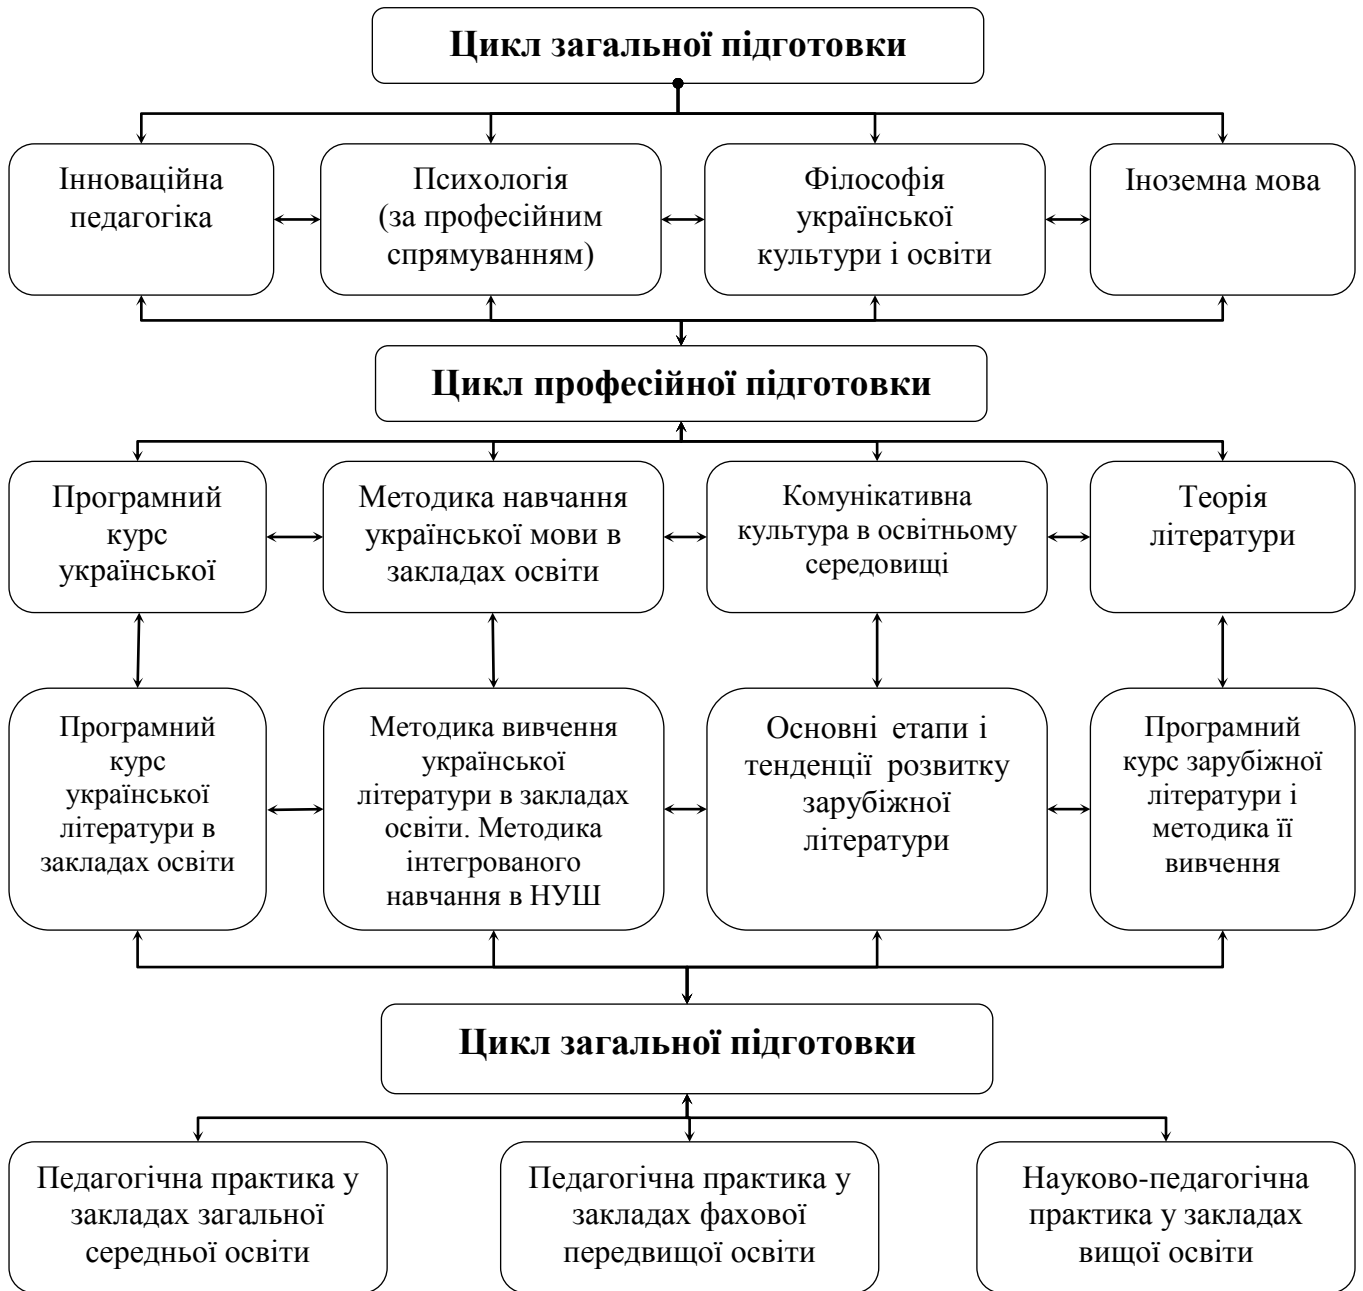 Цикл загальної підготовки
Інноваційна
педагогіка
Психологія
(за професійним
спрямуванням)
Філософія
української
культури і освіти
Іноземна мова
Цикл професійної підготовки
Програмний
курс
української
Методика навчання
української мови в
закладах освіти
Комунікативна
культура в освітньому
середовищі
Теорія
літератури
Програмний
курс
української
літератури в
закладах освіти
Методика вивчення
української
літератури в закладах
освіти. Методика
інтегрованого
навчання в НУШ
Основні етапи і
тенденції розвитку
зарубіжної
літератури
Програмний
курс зарубіжної
літератури і
методика її
вивчення
Цикл загальної підготовки
Педагогічна практика у
закладах загальної
середньої освіти
Педагогічна практика у
закладах фахової
передвищої освіти
Науково-педагогічна
практика у закладах
вищої освіти